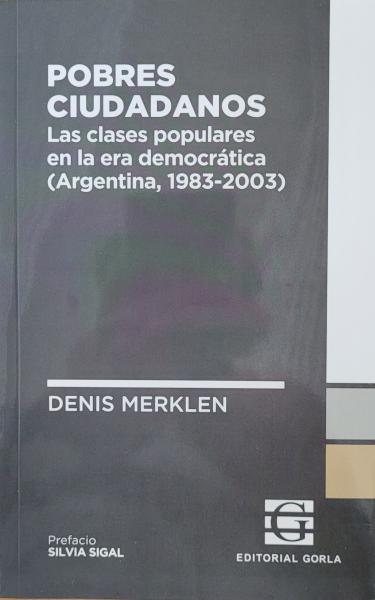 POBRES
CIUDADANOS
Las clases populares
en la era democrática
(Argentina, 1983-2003)
DENIS MERKLEN
Prefacio
SILVIA SIGAL
G
EDITORIAL GORLA